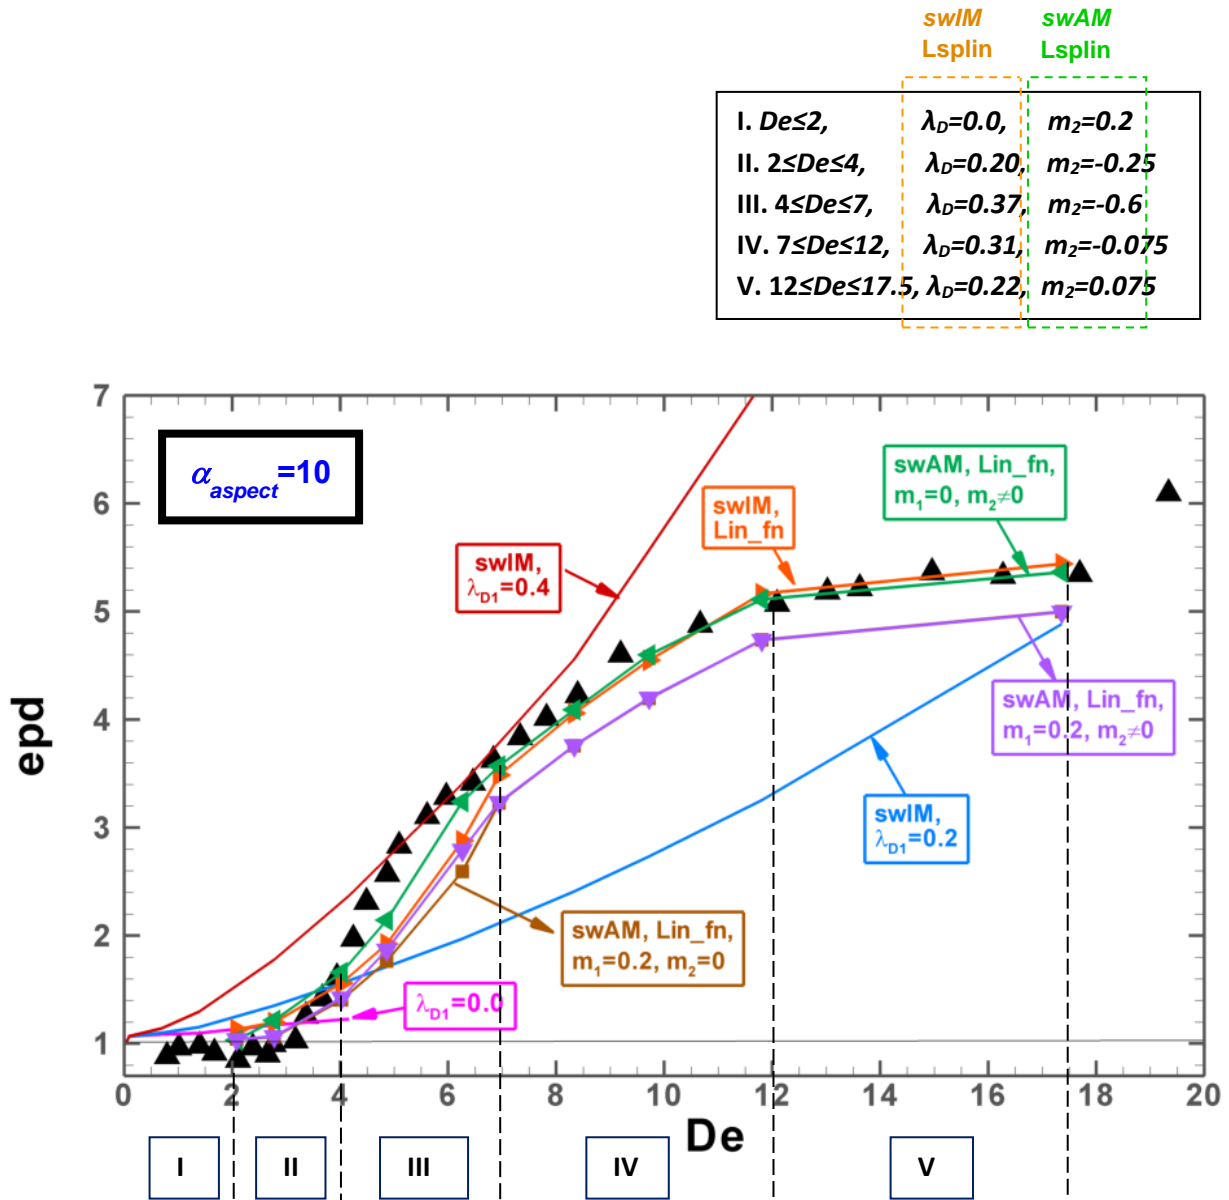 swIM swAM
Lsplin Lsplin
I. De≤2, λD=0.0, m2=0.2
II. 2≤De≤4, λD=0.20, m2=-0.25
III. 4≤De≤7, λD=0.37, m2=-0.6
IV. 7≤De≤12, λD=0.31, m2=-0.075
V. 12≤De≤17.5, λD=0.22, m2=0.075
αaspect=10
swIM,
λD1=0.4
swIM,
Lin_fn
swAM, Lin_fn,
m1=0, m2≠0
swAM, Lin_fn,
m1=0.2, m2≠0
swIM,
λD1=0.2
swAM, Lin_fn,
m1=0.2, m2=0
λD1=0.0
epd
7
6
5
4
3
2
1
0 2 4 6 8 10 12 14 16 18 20
De
I II III IV V